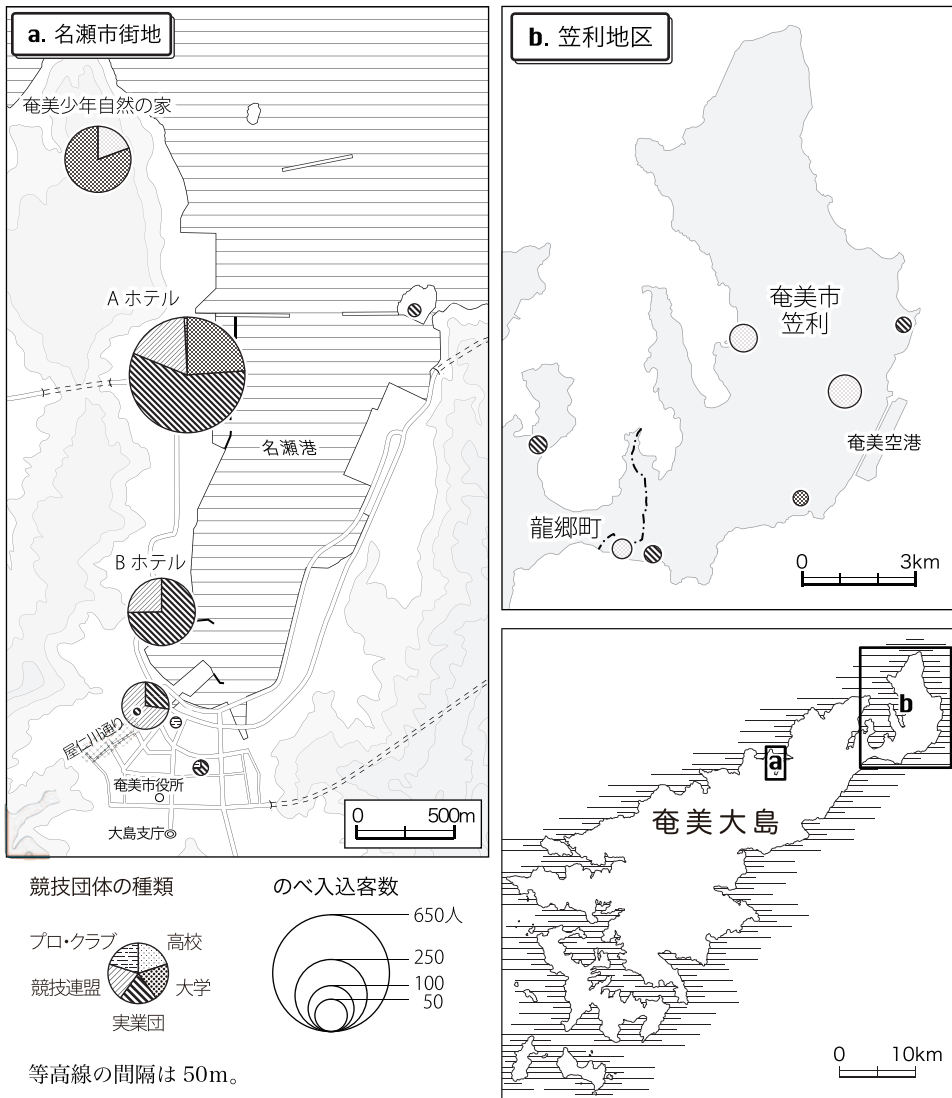 a. 名瀬市街地
奄美少年自然の家
A ホテル
名瀬港
B ホテル
屋仁川通り
奄美市役所
大島支庁
0 500m
b. 笠利地区
奄美市
笠利
奄美空港
龍郷町
0 3km
b
a
奄美大島
0 10km
競技団体の種類
プロ・クラブ 高校
競技連盟 大学
実業団
のべ入込客数
650人
250
100
50
等高線の間隔は 50m。